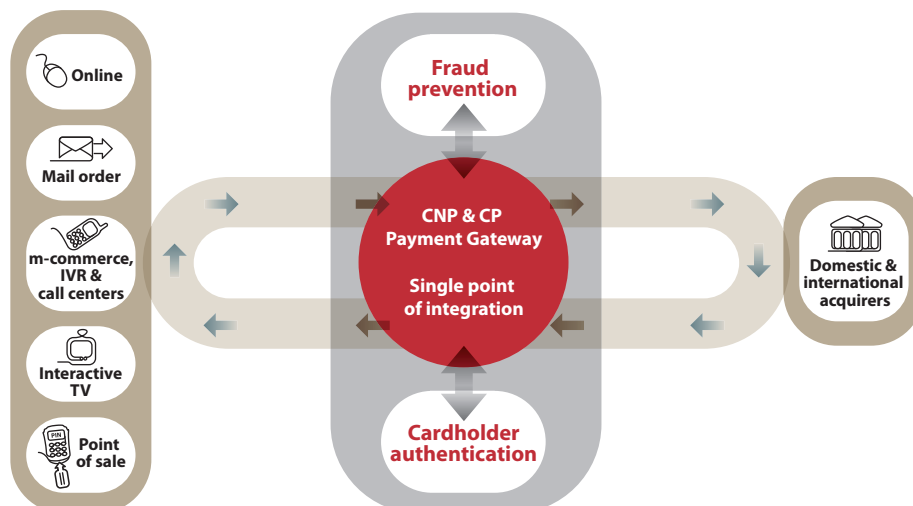 Online
Mail order
m-commerce,
IVR &
call centers
Interactive
TV
PIN
Point
of sale
Fraud
prevention
CNP & CP
Payment Gateway
Single point
of integration
Cardholder
authentication
Domestic &
international
acquirers